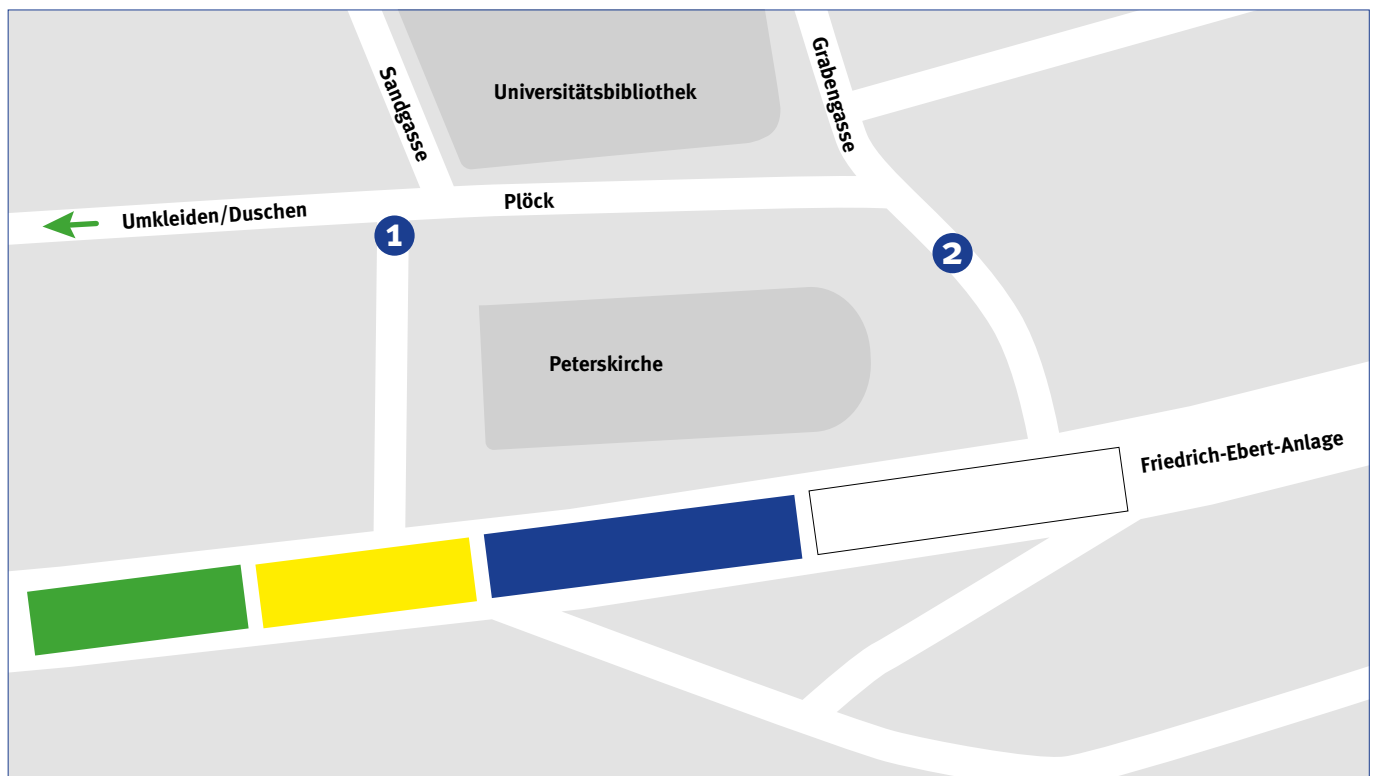 Sandgasse
Universitätsbibliothek
Grabengasse
Umkleiden/Duschen
Plöck
1
2
Peterskirche
Friedrich-Ebert-Anlage